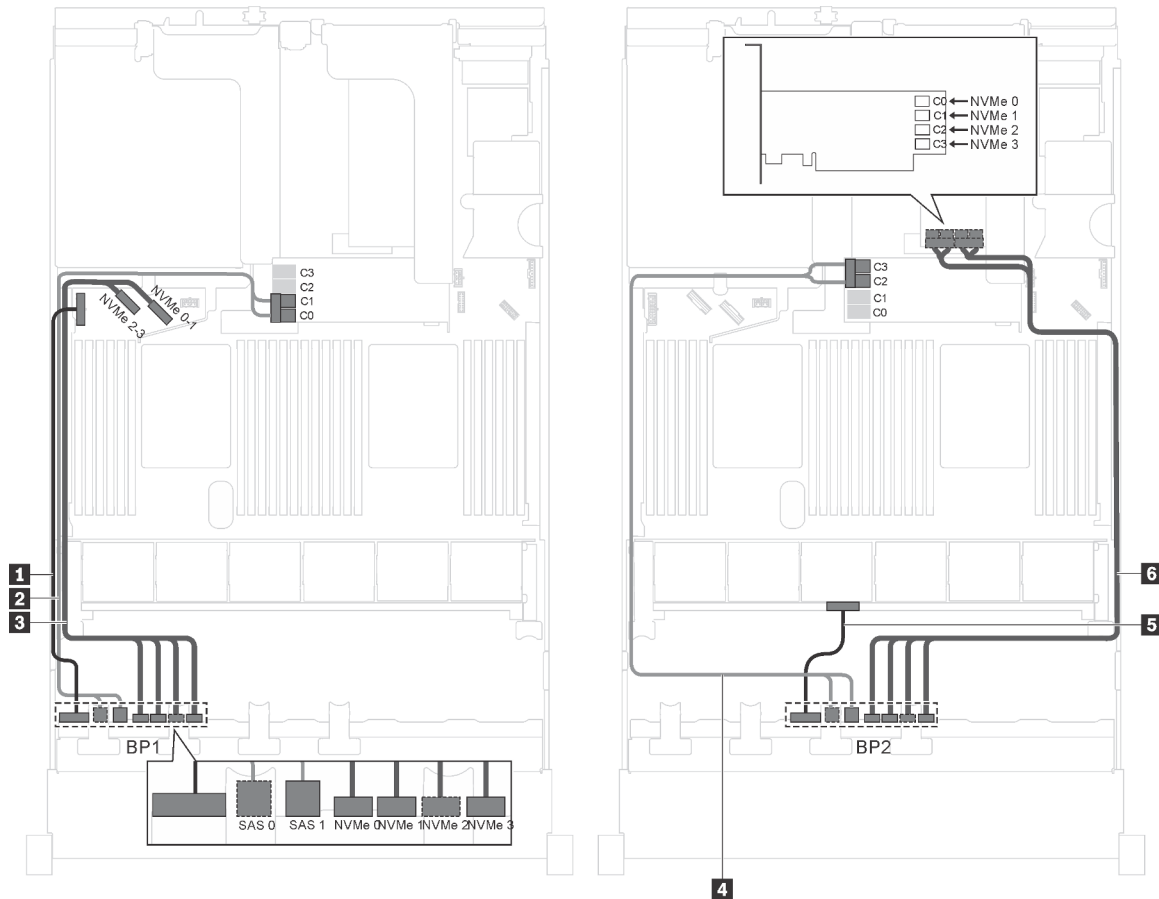 C3
C2
C1
C0
NVMe 2-3
NVMe 0-1
1
2
3
BP1
SAS 0
SAS 1
NVMe 0
NVMe 1
NVMe 2
NVMe 3
C0 NVMe 0
C1 NVMe 1
C2 NVMe 2
C3 NVMe 3
C3
C2
C1
C0
6
5
BP2
4